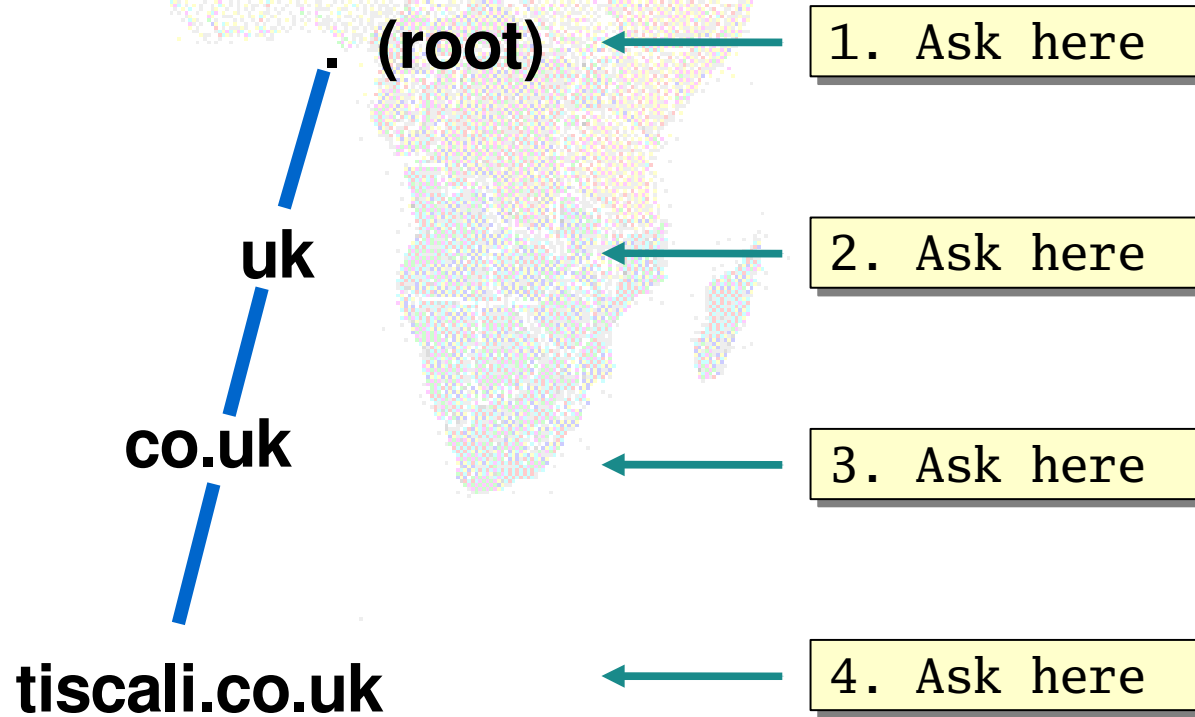 . (root)
1. Ask here
uk
2. Ask here
co.uk
3. Ask here
tiscali.co.uk
4. Ask here